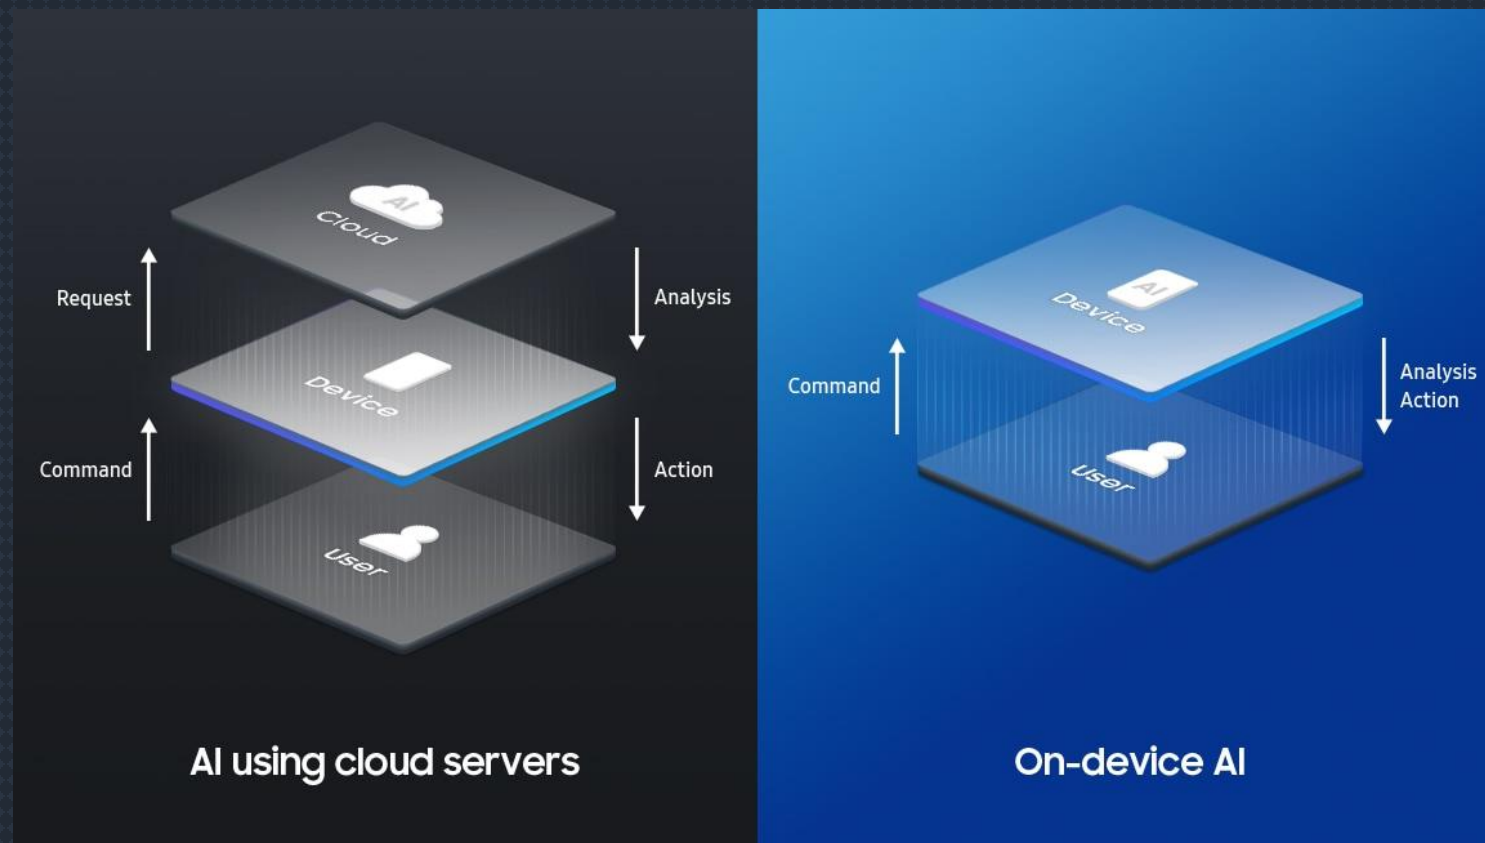 AI
Cloud
Request
Analysis
Device
Command
Action
User
AI using cloud servers
AI
Device
Command
Analysis
Action
User
On-device AI